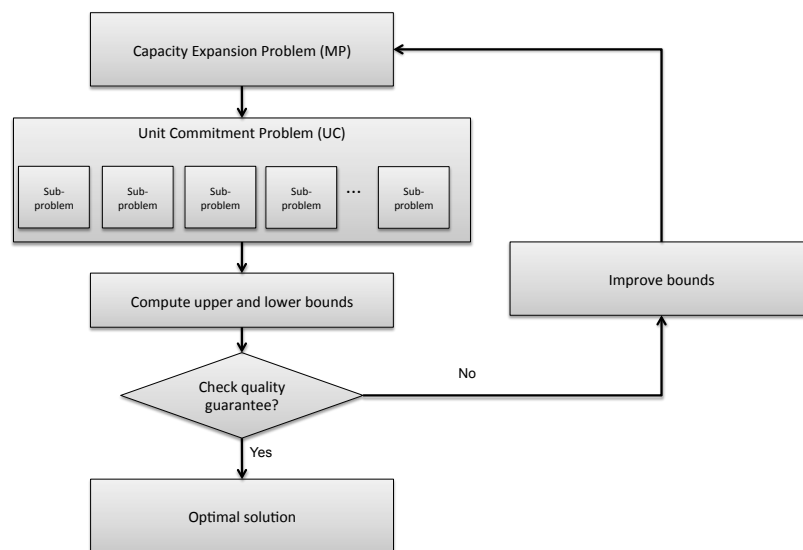 Capacity Expansion Problem (MP)
Unit Commitment Problem (UC)
Sub-
problem
Sub-
problem
Sub-
problem
Sub-
problem
...
Sub-
problem
Compute upper and lower bounds
Improve bounds
Check quality
guarantee?
No
Yes
Optimal solution